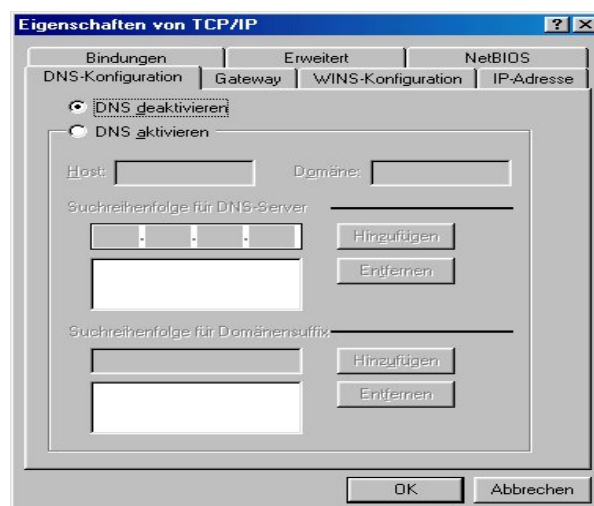 Eigenschaften von TCP/IP
Bindungen Erweitert NetBIOS
DNS-Konfiguration Gateway WINS-Konfiguration IP-Adresse
DNS deaktivieren
DNS aktivieren
Host: Domäne:
Suchreihenfolge für DNS-Server
Hinzufügen
Entfernen
Suchreihenfolge für Domänensuffix
Hinzufügen
Entfernen
OK Abbrechen